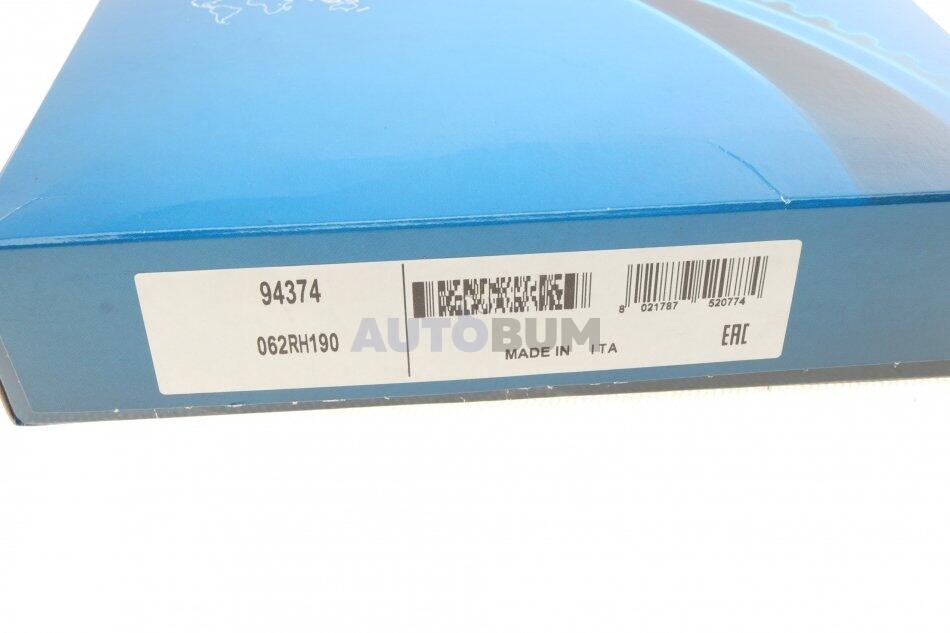 94374
062RH190
8 021787 520774
MADE IN ITA
EAC
AUTOBUM